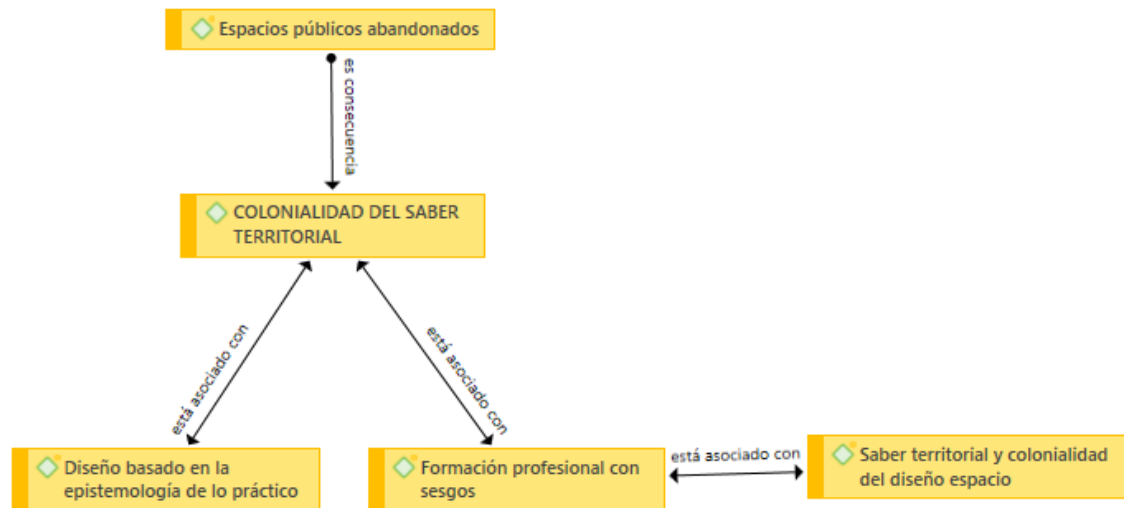 Espacios públicos abandonados
es consecuencia
COLONIALIDAD DEL SABER
TERRITORIAL
está asociado con
está asociado con
Diseño basado en la
epistemología de lo práctico
Formación profesional con
sesgos
está asociado con
Saber territorial y colonialidad
del diseño espacio